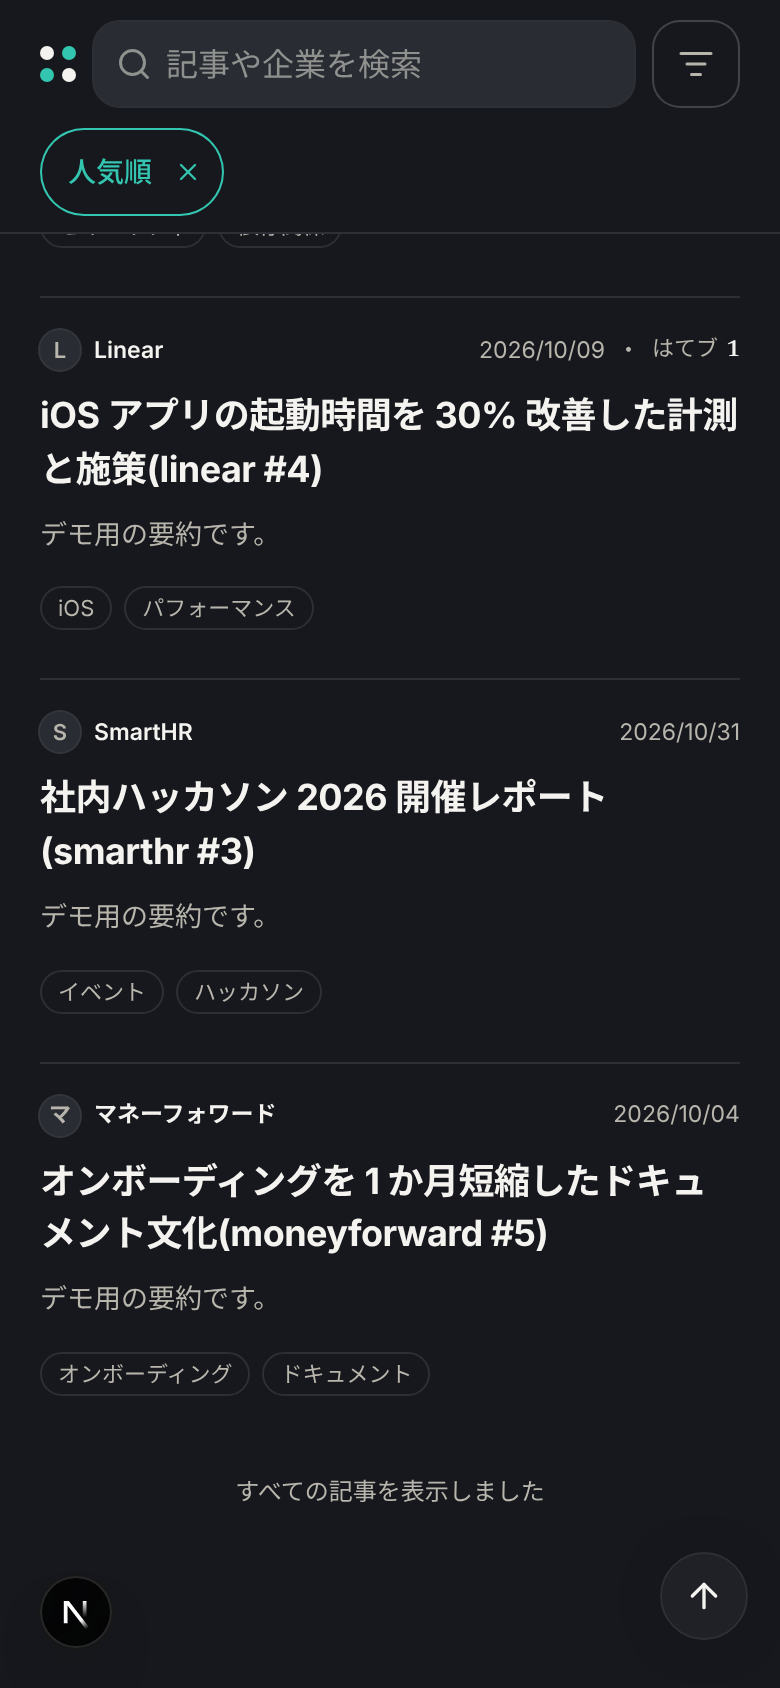 記事や企業を検索
人気順
L Linear 2026/10/09 ・ はてブ 1
iOS アプリの起動時間を 30% 改善した計測
と施策(linear #4)
デモ用の要約です。
iOS パフォーマンス
S SmartHR 2026/10/31
社内ハッカソン 2026 開催レポート
(smarthr #3)
デモ用の要約です。
イベント ハッカソン
マ マネーフォワード 2026/10/04
オンボーディングを 1 か月短縮したドキュ
メント文化(moneyforward #5)
デモ用の要約です。
オンボーディング ドキュメント
すべての記事を表示しました
N